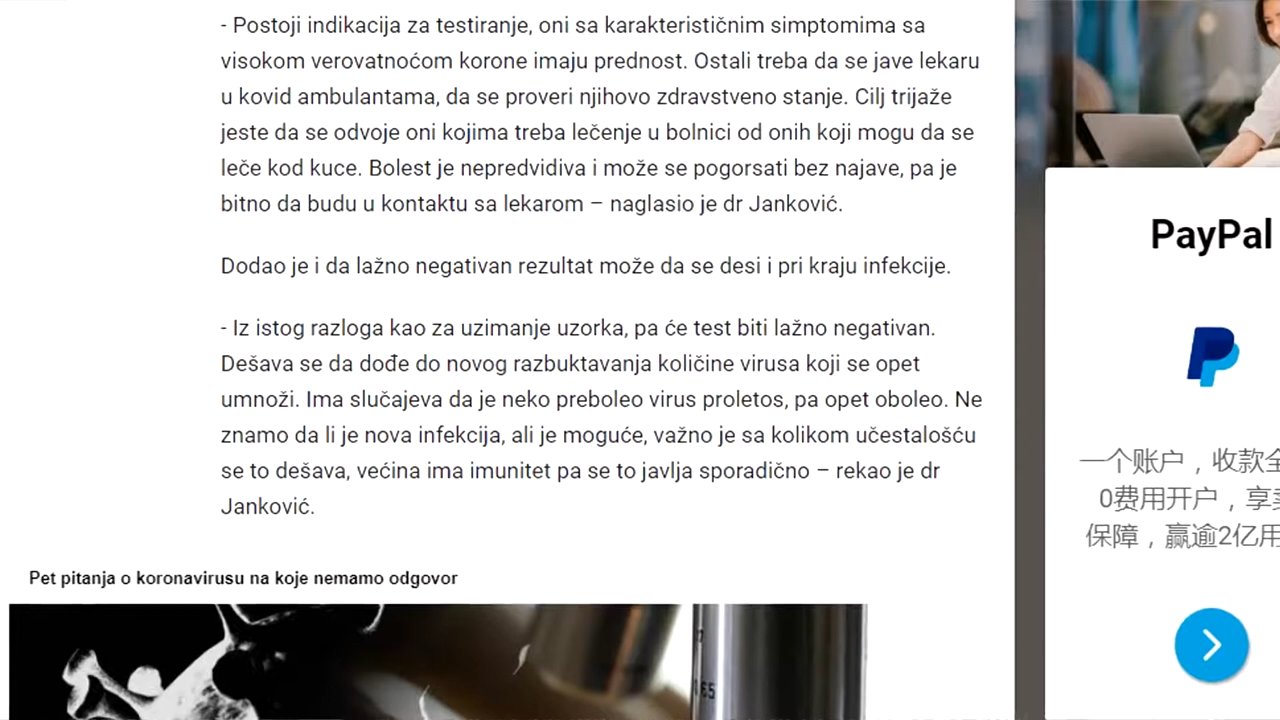 - Postoji indikacija za testiranje, oni sa karakterističnim simptomima sa
visokom verovatnoćom korone imaju prednost. Ostali treba da se jave lekaru
u kovid ambulantama, da se proveri njihovo zdravstveno stanje. Cilj trijaže
jeste da se odvoje oni kojima treba lečenje u bolnici od onih koji mogu da se
leče kod kuce. Bolest je nepredvidiva i može se pogorsati bez najave, pa je
bitno da budu u kontaktu sa lekarom – naglasio je dr Janković.
Dodao je i da lažno negativan rezultat može da se desi i pri kraju infekcije.
- Iz istog razloga kao za uzimanje uzorka, pa će test biti lažno negativan.
Dešava se da dođe do novog razbuktavanja količine virusa koji se opet
umnoži. Ima slučajeva da je neko preboleo virus proletos, pa opet oboleo. Ne
znamo da li je nova infekcija, ali je moguće, važno je sa kolikom učestalošću
se to dešava, većina ima imunitet pa se to javlja sporadično – rekao je dr
Janković.
Pet pitanja o koronavirusu na koje nemamo odgovor
65
PayPal
一个账户，收款
0费用开户，享
保障，赢逾2亿用